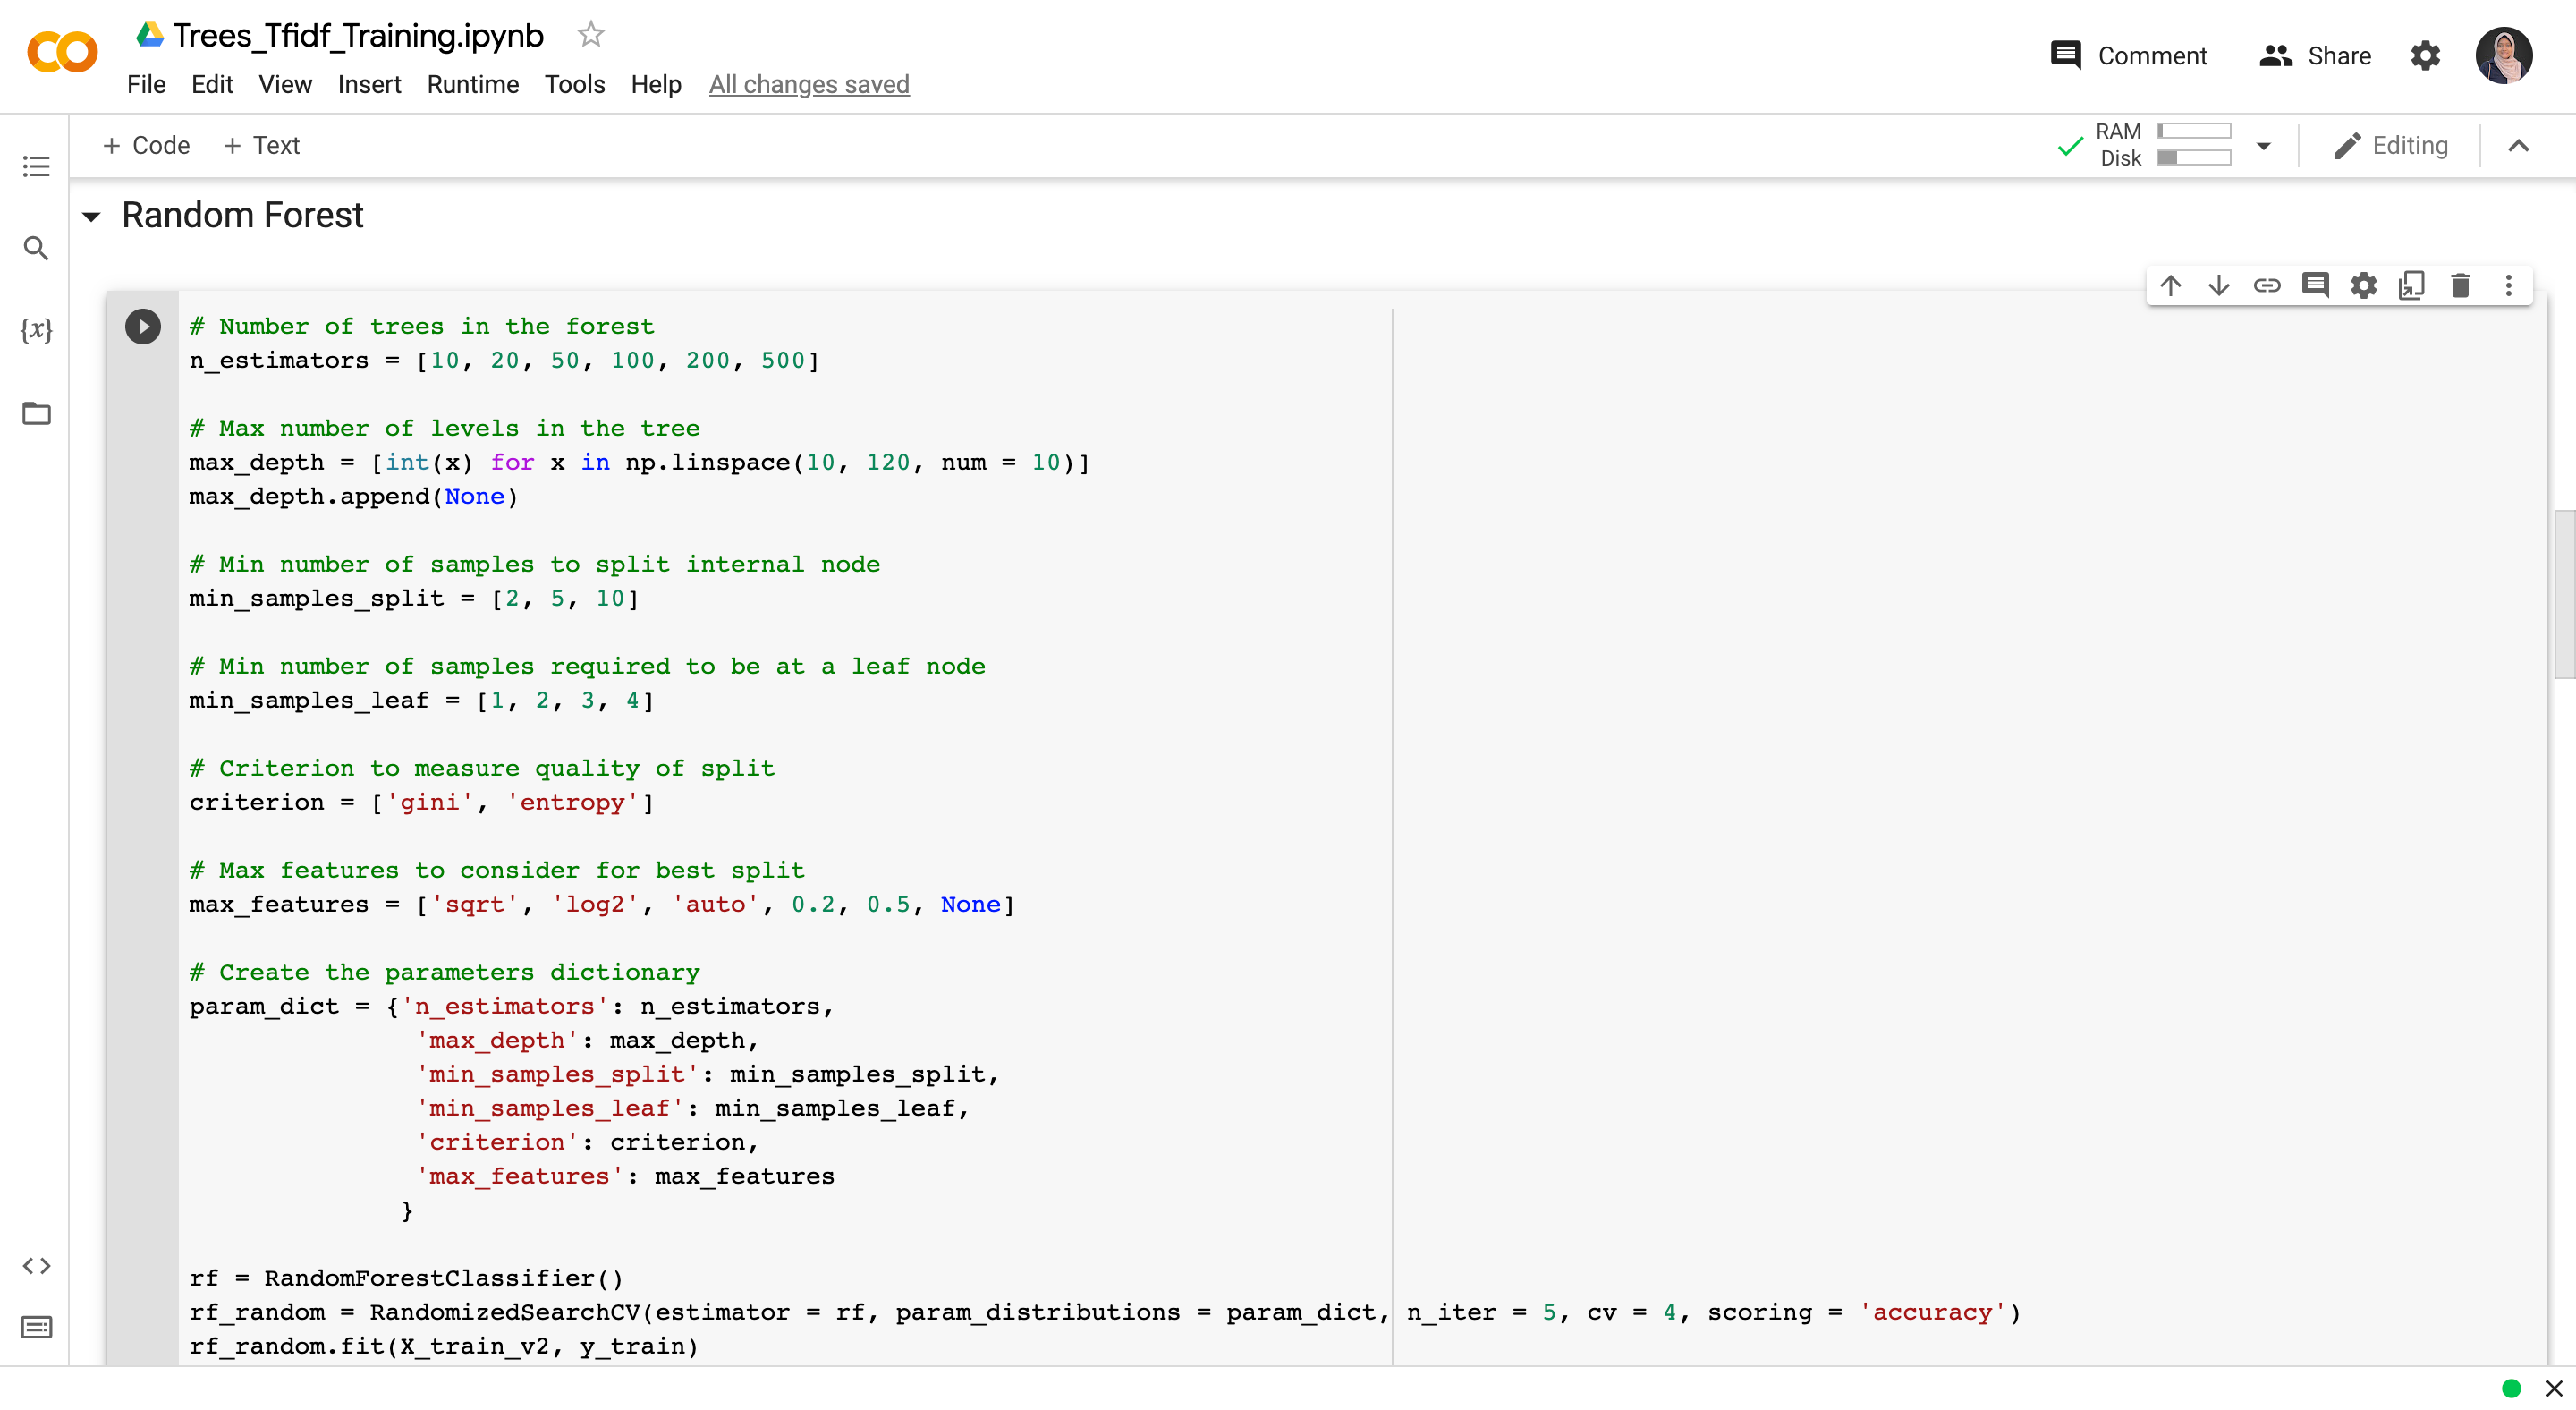 Trees_Tfidf_Training.ipynb
File Edit View Insert Runtime Tools Help All changes saved
Comment Share
+ Code + Text
RAM
Disk
Editing
Random Forest
{x}
# Number of trees in the forest
n_estimators = [10, 20, 50, 100, 200, 500]
# Max number of levels in the tree
max_depth = [int(x) for x in np.linspace(10, 120, num = 10)]
max_depth.append(None)
# Min number of samples to split internal node
min_samples_split = [2, 5, 10]
# Min number of samples required to be at a leaf node
min_samples_leaf = [1, 2, 3, 4]
# Criterion to measure quality of split
criterion = ['gini', 'entropy']
# Max features to consider for best split
max_features = ['sqrt', 'log2', 'auto', 0.2, 0.5, None]
# Create the parameters dictionary
param_dict = {'n_estimators': n_estimators,
'max_depth': max_depth,
'min_samples_split': min_samples_split,
'min_samples_leaf': min_samples_leaf,
'criterion': criterion,
'max_features': max_features
}
rf = RandomForestClassifier()
rf_random = RandomizedSearchCV(estimator = rf, param_distributions = param_dict, n_iter = 5, cv = 4, scoring = 'accuracy')
rf_random.fit(X_train_v2, y_train)